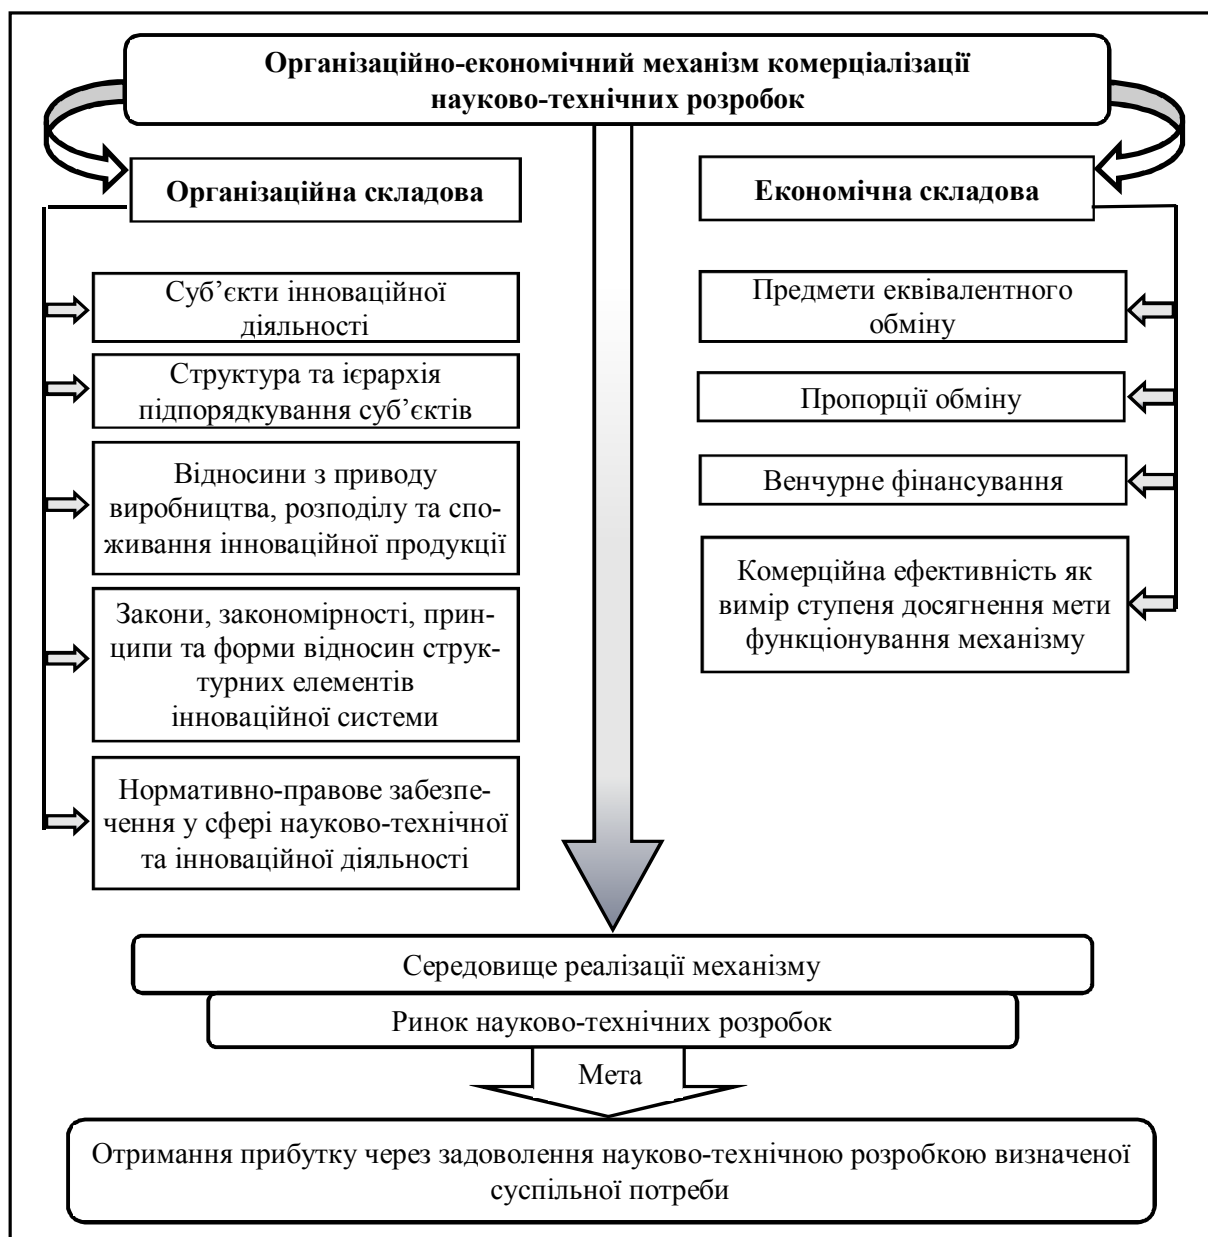 Організаційно-економічний механізм комерціалізації
науково-технічних розробок
Організаційна складова
Суб’єкти інноваційної
діяльності
Структура та ієрархія
підпорядкування суб’єктів
Відносини з приводу
виробництва, розподілу та спо-
живання інноваційної продукції
Закони, закономірності, прин-
ципи та форми відносин струк-
турних елементів
інноваційної системи
Нормативно-правове забезпе-
чення у сфері науково-технічної
та інноваційної діяльності
Економічна складова
Предмети еквівалентного
обміну
Пропорції обміну
Венчурне фінансування
Комерційна ефективність як
вимір ступеня досягнення мети
функціонування механізму
Середовище реалізації механізму
Ринок науково-технічних розробок
Мета
Отримання прибутку через задоволення науково-технічною розробкою визначеної
суспільної потреби